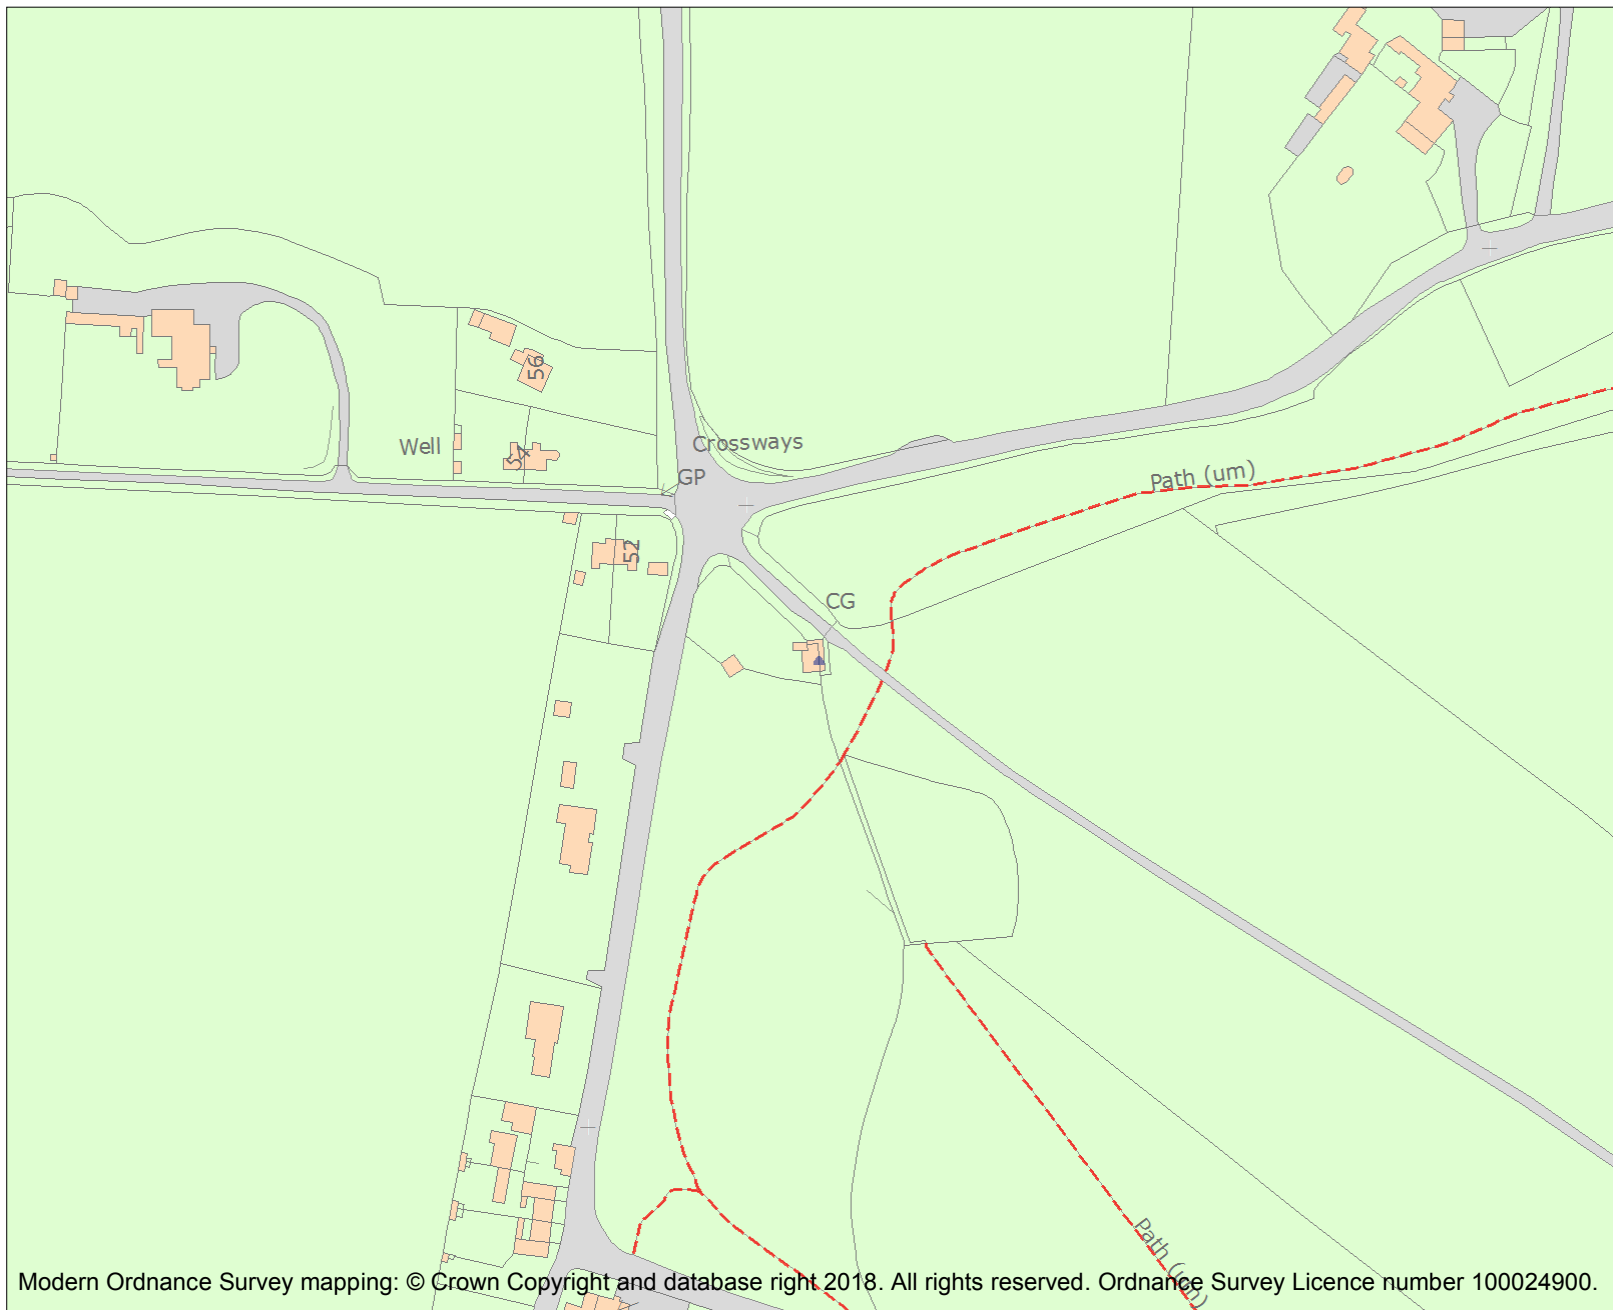 56
Well
54
Crossways
GP
Path (um)
52
CG
Path (um)
Modern Ordnance Survey mapping: © Crown Copyright and database right 2018. All rights reserved. Ordnance Survey Licence number 100024900.